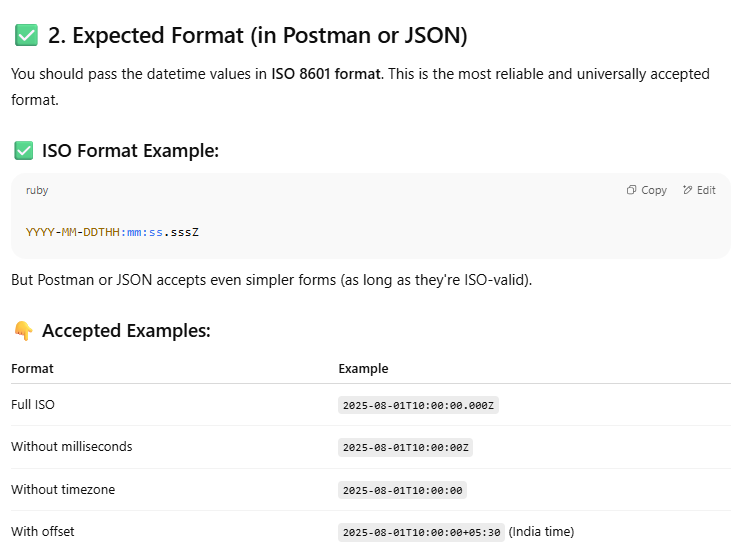 ✅ 2. Expected Format (in Postman or JSON)
You should pass the datetime values in ISO 8601 format. This is the most reliable and universally accepted
format.
✅ ISO Format Example:
ruby Copy Edit
YYYY-MM-DDTHH:mm:ss.sssZ
But Postman or JSON accepts even simpler forms (as long as they're ISO-valid).
👇 Accepted Examples:
Format Example
Full ISO 2025-08-01T10:00:00.000Z
Without milliseconds 2025-08-01T10:00:00Z
Without timezone 2025-08-01T10:00:00
With offset 2025-08-01T10:00:00+05:30 (India time)